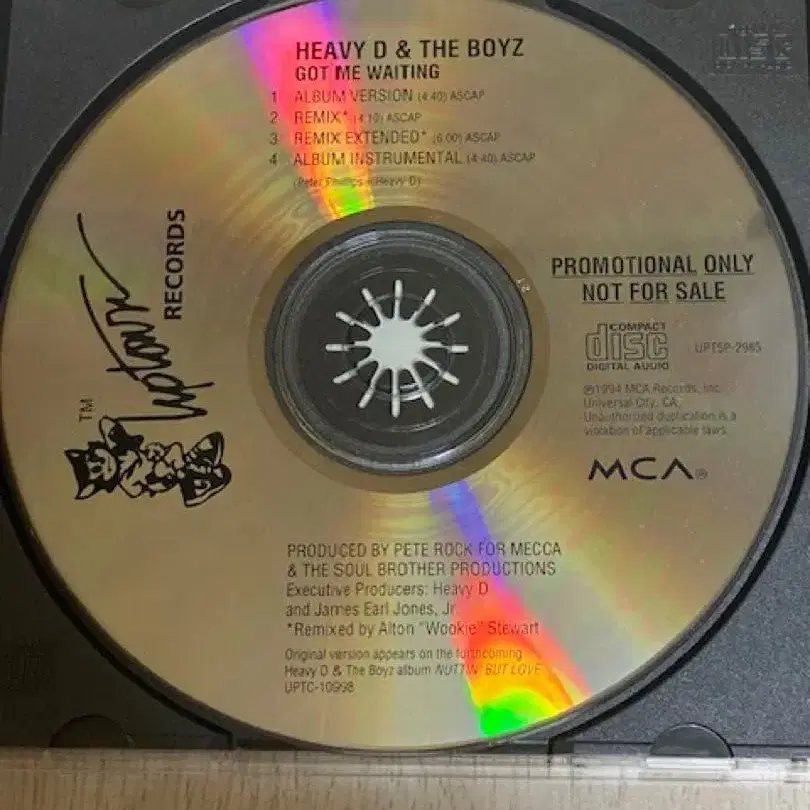 HEAVY D & THE BOYZ
GOT ME WAITING
1 ALBUM VERSION (4:40) ASCAP
2 REMIX* (4:10) ASCAP
3 REMIX EXTENDED* (6:00) ASCAP
4 ALBUM INSTRUMENTAL (4:40) ASCAP
(Peter Phillips - Heavy D)
TM
Uptown
RECORDS
PROMOTIONAL ONLY
NOT FOR SALE
COMPACT
disc
DIGITAL AUDIO
UPT5P-2985
℗1994 MCA Records, Inc.
Universal City, CA.
Unauthorized duplication is a
violation of applicable laws.
MCA®
PRODUCED BY PETE ROCK FOR MECCA
& THE SOUL BROTHER PRODUCTIONS
Executive Producers: Heavy D
and James Earl Jones, Jr.
*Remixed by Alton "Wookie" Stewart
Original version appears on the forthcoming
Heavy D & The Boyz album NUTTIN' BUT LOVE
UPTC-10998